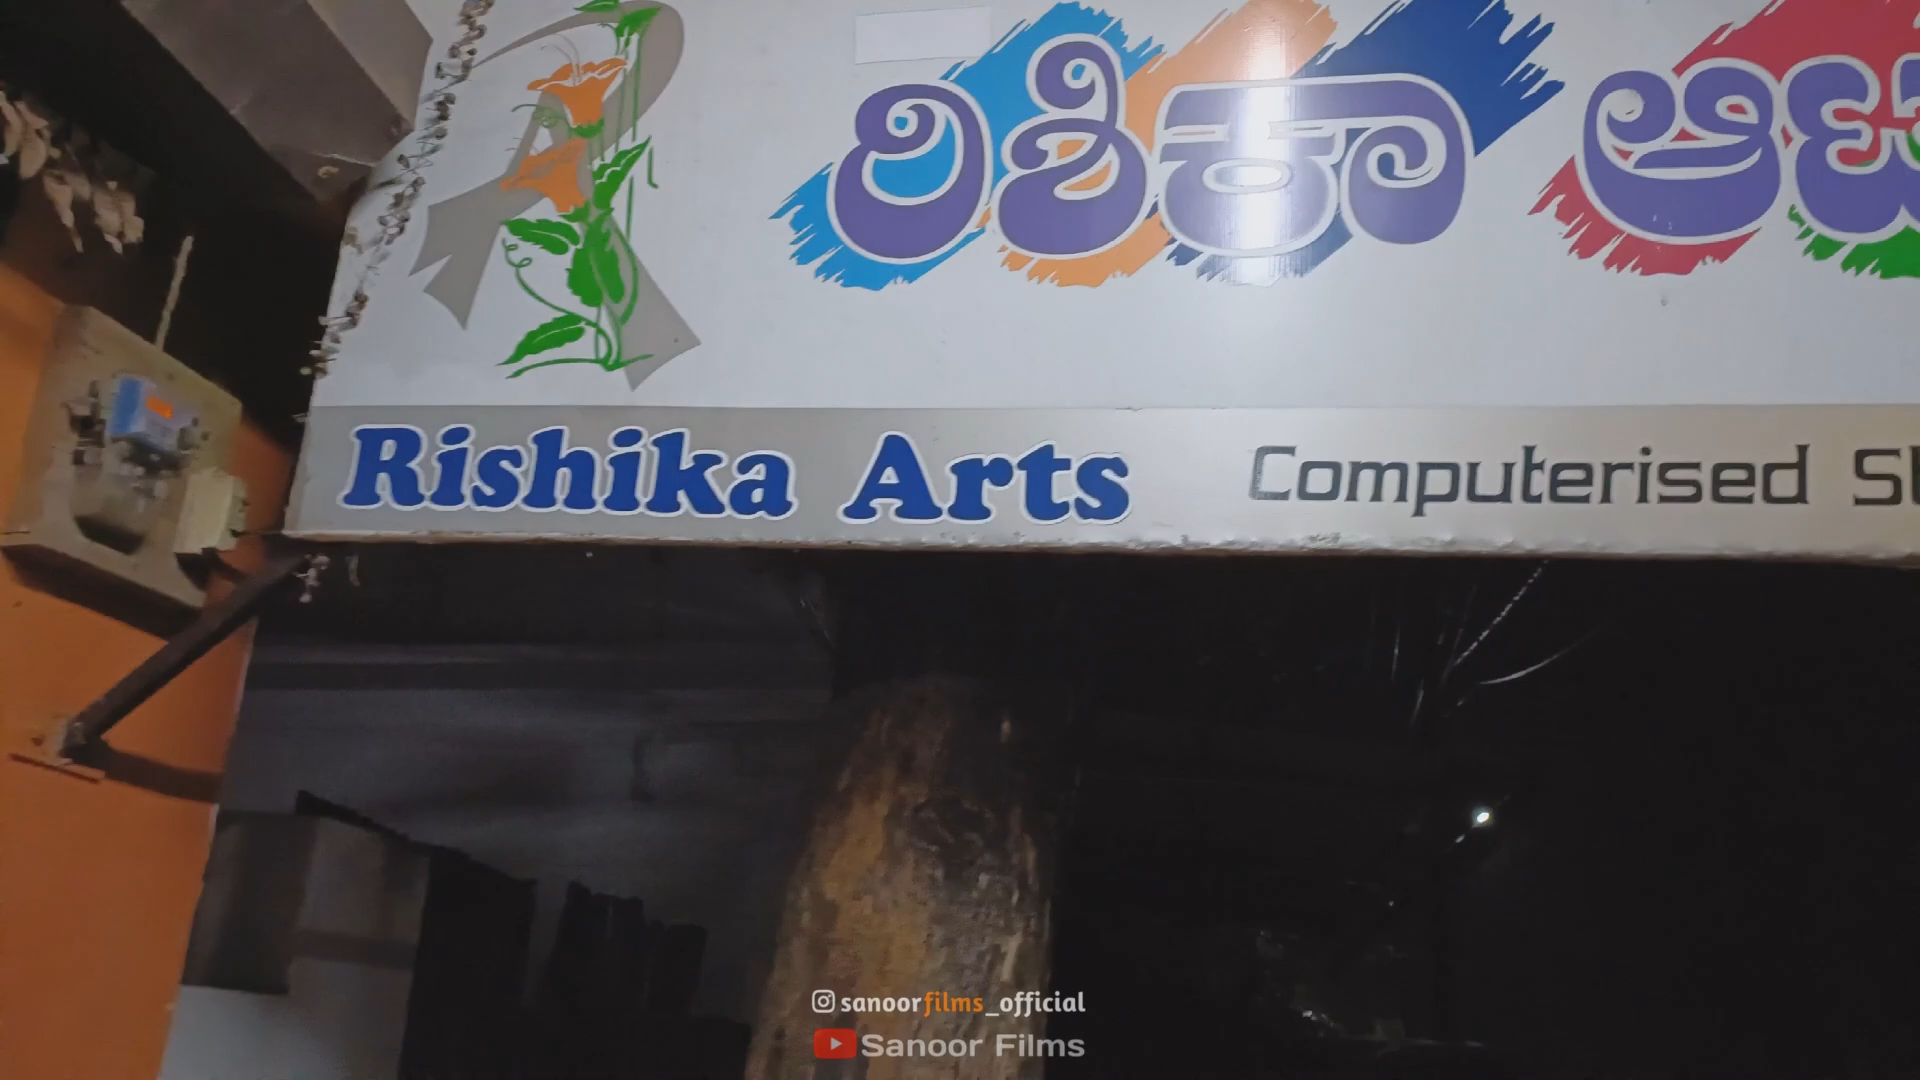 ರಿಶಿಕಾ
Rishika Arts Computerised
sanoorfilms_official
Sanoor Films